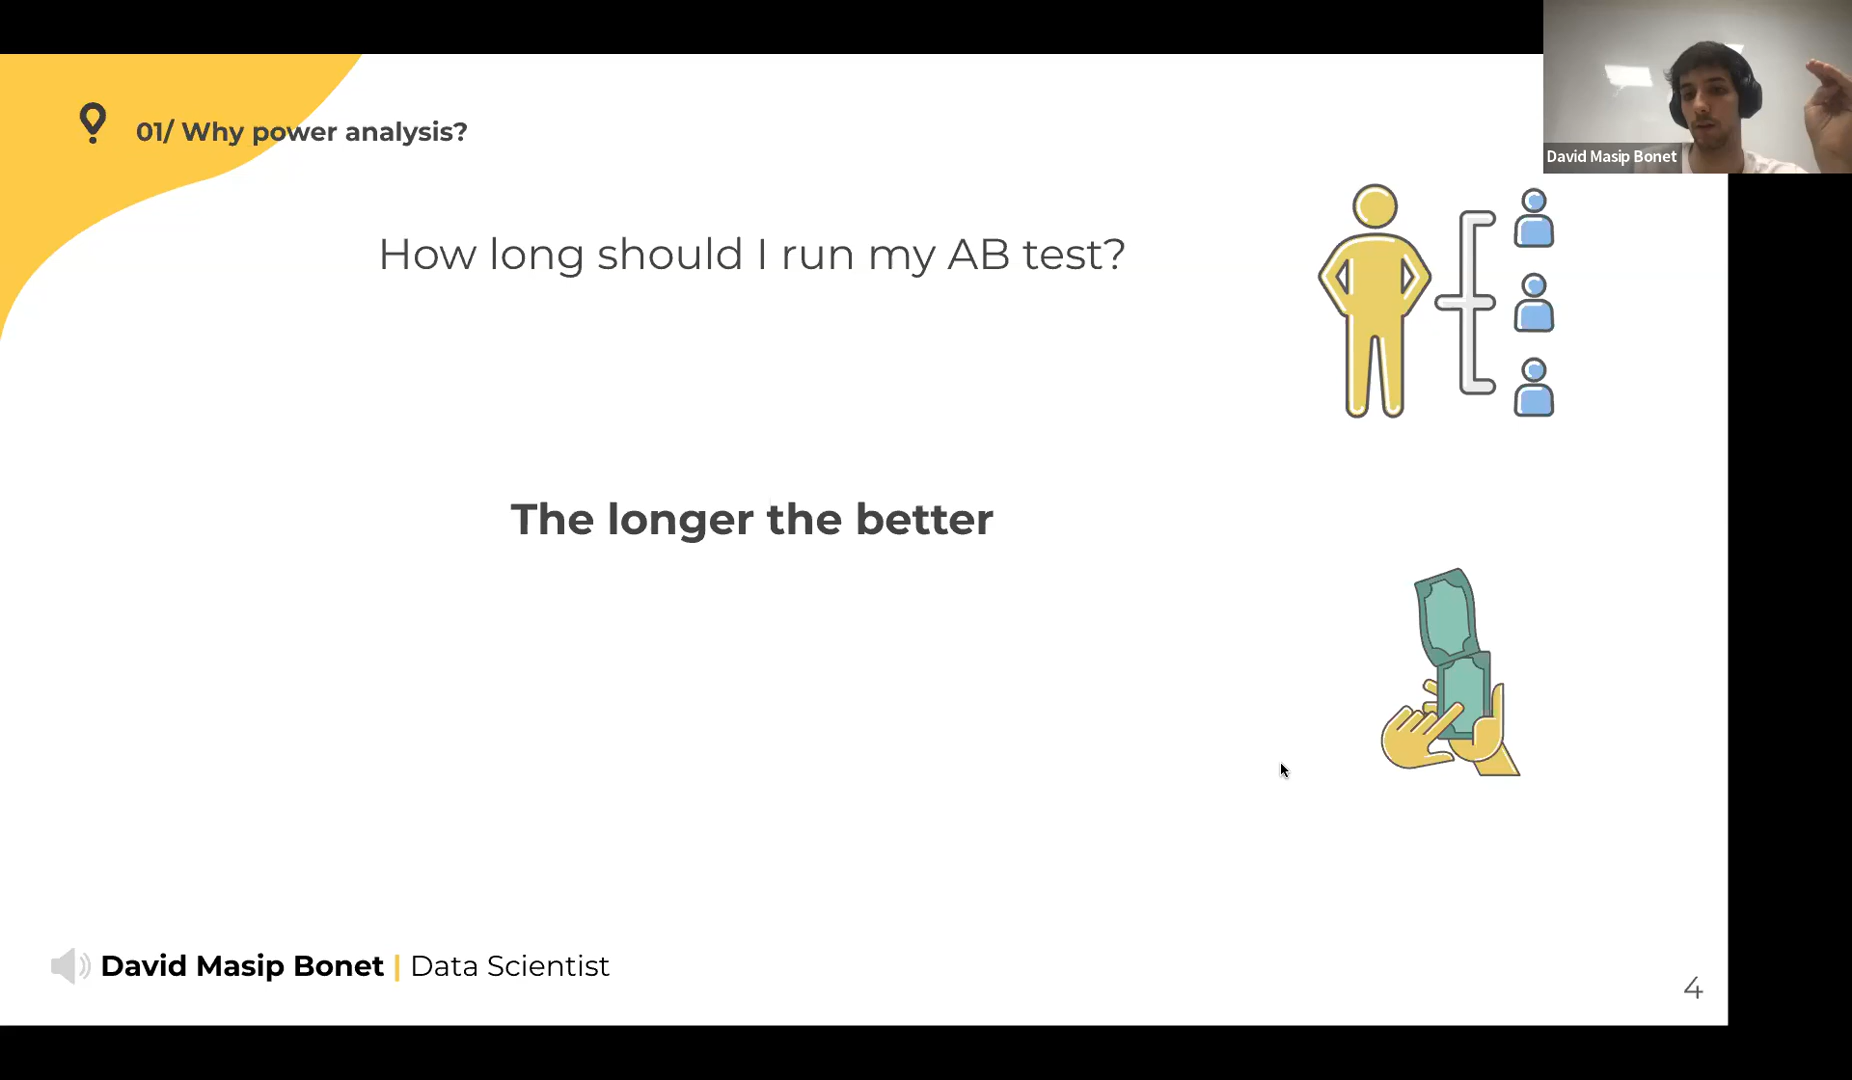 David Masip Bonet
01/ Why power analysis?
How long should I run my AB test?
The longer the better
David Masip Bonet | Data Scientist
4